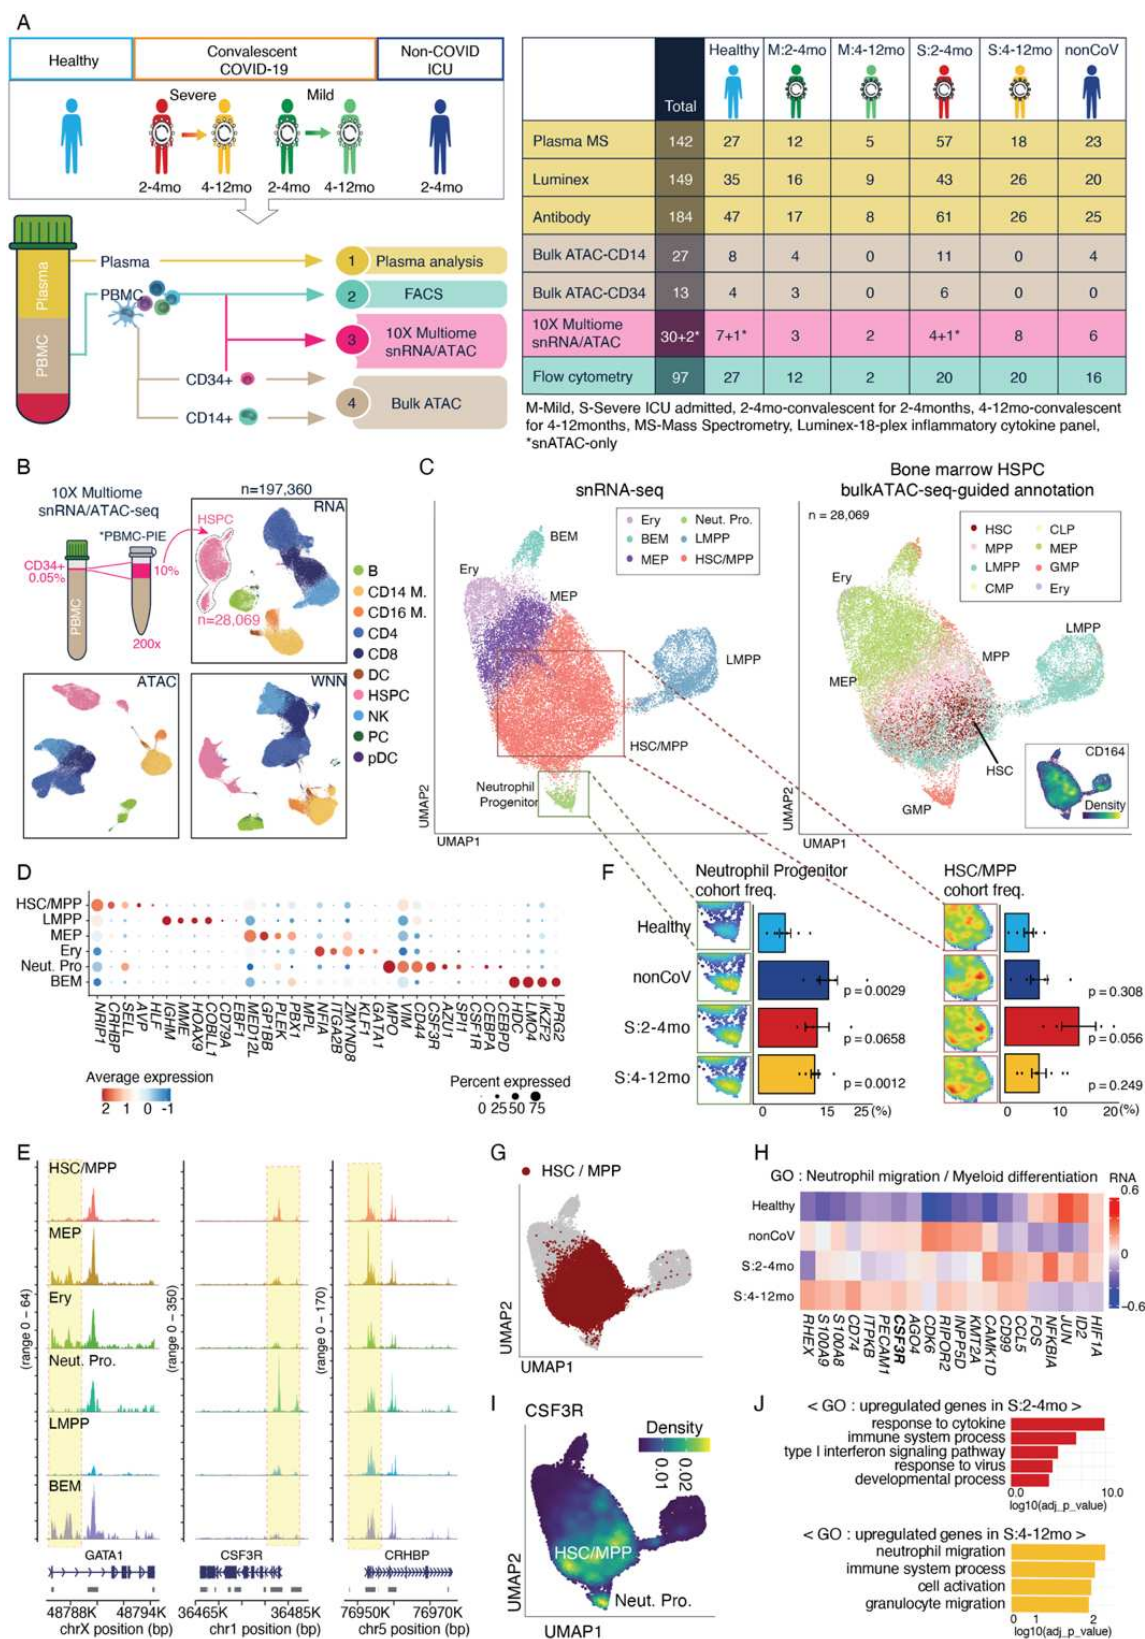 A
Healthy
Convalescent
COVID-19
Non-COVID
ICU
Severe
Mild
2-4mo
4-12mo
2-4mo
4-12mo
2-4mo
Plasma
PBMC
Plasma
PBMC
CD34+
CD14+
1 Plasma analysis
2 FACS
3 10X Multiome
snRNA/ATAC
4 Bulk ATAC
Total Healthy M:2-4mo M:4-12mo S:2-4mo S:4-12mo nonCoV
Plasma MS 142 27 12 5 57 18 23
Luminex 149 35 16 9 43 26 20
Antibody 184 47 17 8 61 26 25
Bulk ATAC-CD14 27 8 4 0 11 0 4
Bulk ATAC-CD34 13 4 3 0 6 0 0
10X Multiome
snRNA/ATAC 30+2* 7+1* 3 2 4+1* 8 6
Flow cytometry 97 27 12 2 20 20 16
M-Mild, S-Severe ICU admitted, 2-4mo-convalescent for 2-4months, 4-12mo-convalescent
for 4-12months, MS-Mass Spectrometry, Luminex-18-plex inflammatory cytokine panel,
*snATAC-only
B
10X Multiome
snRNA/ATAC-seq
*PBMC-PIE
CD34+
0.05%
10%
PBMC
200x
n=197,360
RNA
HSPC
n=28,069
ATAC
WNN
B
CD14 M.
CD16 M.
CD4
CD8
DC
HSPC
NK
PC
pDC
C
snRNA-seq
Ery
BEM
MEP
Neut. Pro.
LMPP
HSC/MPP
BEM
Ery
MEP
LMPP
HSC/MPP
Neutrophil
Progenitor
UMAP2
UMAP1
Bone marrow HSPC
bulkATAC-seq-guided annotation
n = 28,069
HSC
MPP
LMPP
CMP
CLP
MEP
GMP
Ery
Ery
LMPP
MPP
MEP
HSC
GMP
CD164
Density
UMAP2
UMAP1
D
HSC/MPP
LMPP
MEP
Ery
Neut. Pro
BEM
NRIP1
CRHBP
SELL
AVP
HLF
IGHM
MME
HOAX9
COBLL1
CD79A
EBF1
MED12L
GP1BB
PLEK
PBX1
MPL
NFIA
ITGA2B
ZMYND8
KLF1
GATA1
MPO
VIM
CD44
CSF3R
AZU1
SPI1
CSF1R
CEBPA
CEBPD
HDC
LMO4
IKZF2
PRG2
Average expression
2 1 0 -1
Percent expressed
0 25 50 75
F
Neutrophil Progenitor
cohort freq.
HSC/MPP
cohort freq.
Healthy
nonCoV
p = 0.0029
p = 0.308
S:2-4mo
p = 0.0658
p = 0.056
S:4-12mo
p = 0.0012
p = 0.249
0 15 25 (%)
0 10 20 (%)
E
HSC/MPP
MEP
Ery
Neut. Pro.
LMPP
BEM
(range 0 – 64)
(range 0 – 350)
(range 0 – 170)
GATA1
CSF3R
CRHBP
48788K 48794K
chrX position (bp)
36465K 36485K
chr1 position (bp)
76950K 76970K
chr5 position (bp)
G
HSC / MPP
UMAP2
UMAP1
H
GO : Neutrophil migration / Myeloid differentiation
RNA
0.6
0
-0.6
Healthy
nonCoV
S:2-4mo
S:4-12mo
RHEX
S100A9
S100A8
CD74
ITPKB
PECAM1
CSF3R
AGO4
CDK6
RIPOR2
INPP5D
KMT2A
CAMK1D
CD99
CCL5
FOS
NFKBIA
JUN
ID2
HIF1A
I
CSF3R
Density
0.01
0.02
HSC/MPP
Neut. Pro.
UMAP2
UMAP1
J
< GO : upregulated genes in S:2-4mo >
response to cytokine
immune system process
type I interferon signaling pathway
response to virus
developmental process
0.0 10.0
log10(adj_p_value)
< GO : upregulated genes in S:4-12mo >
neutrophil migration
immune system process
cell activation
granulocyte migration
0 1 2
log10(adj_p_value)